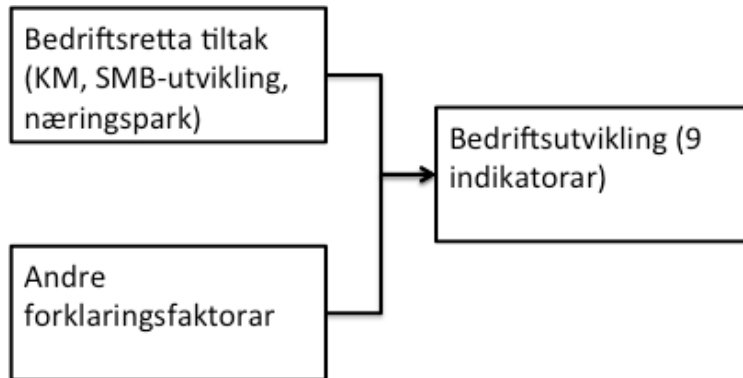 Bedriftsretta tiltak
(KM, SMB-utvikling,
næringspark)
Bedriftsutvikling (9
indikatorar)
Andre
forklaringsfaktorar